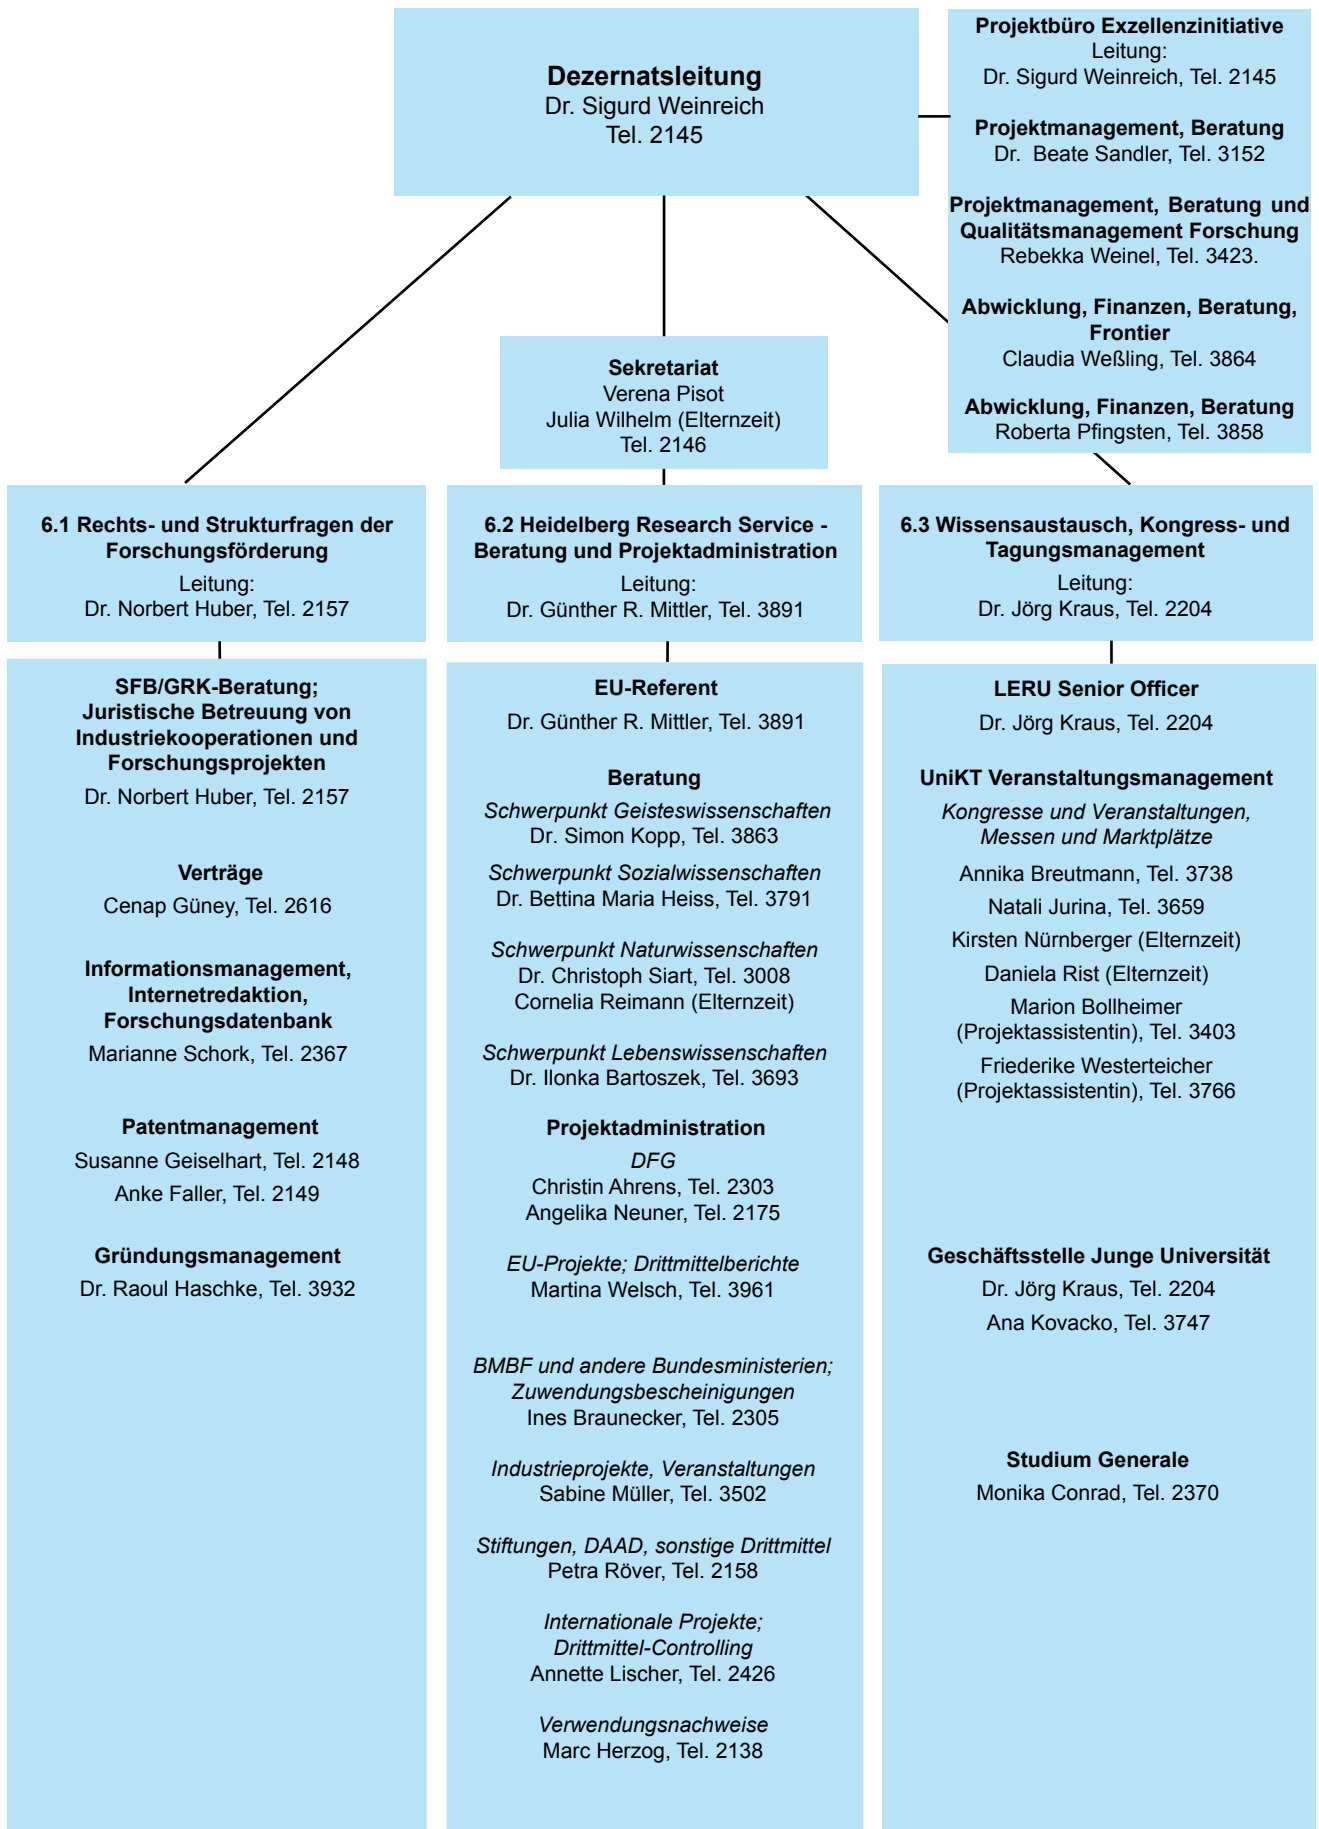 Dezernatsleitung
Dr. Sigurd Weinreich
Tel. 2145
Projektbüro Exzellenzinitiative
Leitung:
Dr. Sigurd Weinreich, Tel. 2145
Projektmanagement, Beratung
Dr. Beate Sandler, Tel. 3152
Projektmanagement, Beratung und
Qualitätsmanagement Forschung
Rebekka Weinel, Tel. 3423.
Abwicklung, Finanzen, Beratung,
Frontier
Claudia Weßling, Tel. 3864
Abwicklung, Finanzen, Beratung
Roberta Pfingsten, Tel. 3858
Sekretariat
Verena Pisot
Julia Wilhelm (Elternzeit)
Tel. 2146
6.1 Rechts- und Strukturfragen der
Forschungsförderung
Leitung:
Dr. Norbert Huber, Tel. 2157
SFB/GRK-Beratung;
Juristische Betreuung von
Industriekooperationen und
Forschungsprojekten
Dr. Norbert Huber, Tel. 2157
Verträge
Cenap Güney, Tel. 2616
Informationsmanagement,
Internetredaktion,
Forschungsdatenbank
Marianne Schork, Tel. 2367
Patentmanagement
Susanne Geiselhart, Tel. 2148
Anke Faller, Tel. 2149
Gründungsmanagement
Dr. Raoul Haschke, Tel. 3932
6.2 Heidelberg Research Service -
Beratung und Projektadministration
Leitung:
Dr. Günther R. Mittler, Tel. 3891
EU-Referent
Dr. Günther R. Mittler, Tel. 3891
Beratung
Schwerpunkt Geisteswissenschaften
Dr. Simon Kopp, Tel. 3863
Schwerpunkt Sozialwissenschaften
Dr. Bettina Maria Heiss, Tel. 3791
Schwerpunkt Naturwissenschaften
Dr. Christoph Siart, Tel. 3008
Cornelia Reimann (Elternzeit)
Schwerpunkt Lebenswissenschaften
Dr. Ilonka Bartoszek, Tel. 3693
Projektadministration
DFG
Christin Ahrens, Tel. 2303
Angelika Neuner, Tel. 2175
EU-Projekte; Drittmittelberichte
Martina Welsch, Tel. 3961
BMBF und andere Bundesministerien;
Zuwendungsbescheinigungen
Ines Braunecker, Tel. 2305
Industrieprojekte, Veranstaltungen
Sabine Müller, Tel. 3502
Stiftungen, DAAD, sonstige Drittmittel
Petra Röver, Tel. 2158
Internationale Projekte;
Drittmittel-Controlling
Annette Lischer, Tel. 2426
Verwendungsnachweise
Marc Herzog, Tel. 2138
6.3 Wissensaustausch, Kongress- und
Tagungsmanagement
Leitung:
Dr. Jörg Kraus, Tel. 2204
LERU Senior Officer
Dr. Jörg Kraus, Tel. 2204
UniKT Veranstaltungsmanagement
Kongresse und Veranstaltungen,
Messen und Marktplätze
Annika Breutmann, Tel. 3738
Natali Jurina, Tel. 3659
Kirsten Nürnberger (Elternzeit)
Daniela Rist (Elternzeit)
Marion Bollheimer
(Projektassistentin), Tel. 3403
Friederike Westerteicher
(Projektassistentin), Tel. 3766
Geschäftsstelle Junge Universität
Dr. Jörg Kraus, Tel. 2204
Ana Kovacko, Tel. 3747
Studium Generale
Monika Conrad, Tel. 2370